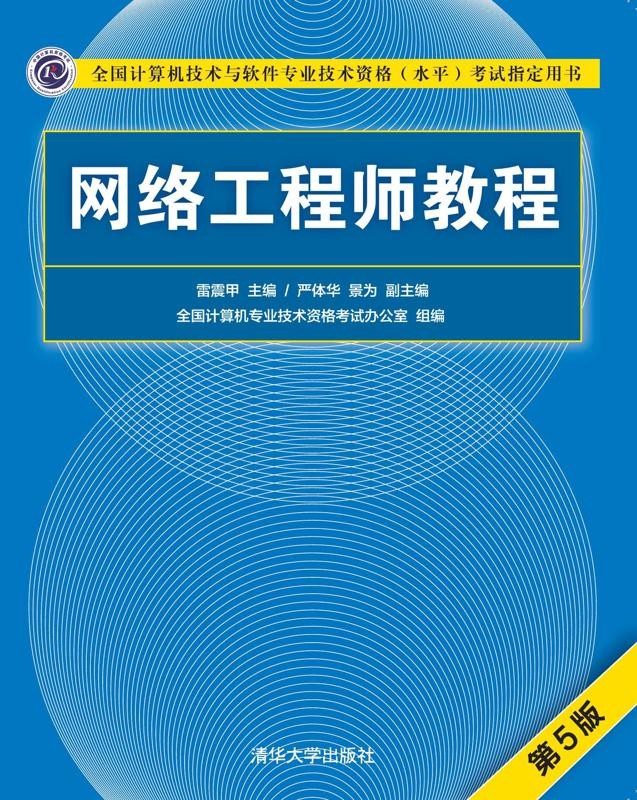 全国计算机技术与软件专业技术资格（水平）考试指定用书
网络工程师教程
雷震甲 主编 / 严体华 景为 副主编
全国计算机专业技术资格考试办公室 组编
第5版
清华大学出版社